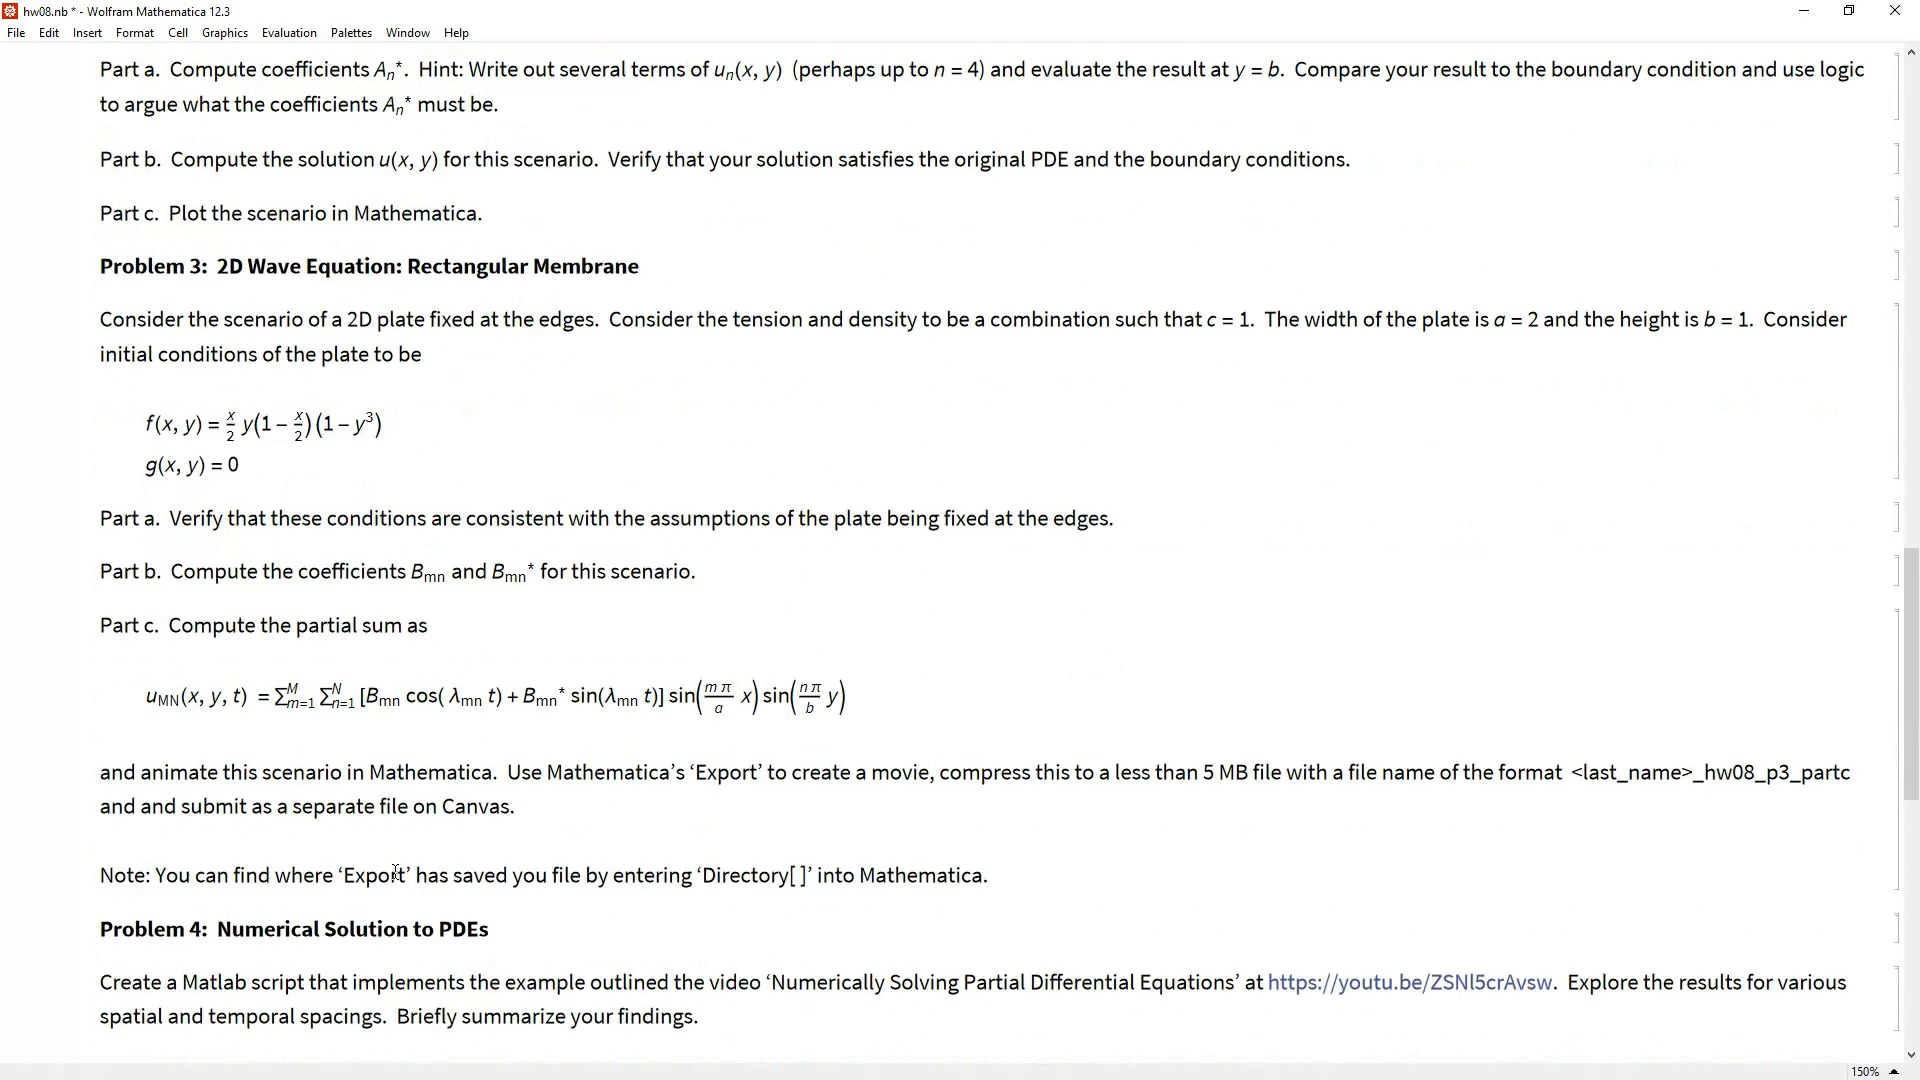 hw08.nb * - Wolfram Mathematica 12.3
File Edit Insert Format Cell Graphics Evaluation Palettes Window Help
Part a. Compute coefficients Aₙ*. Hint: Write out several terms of uₙ(x, y) (perhaps up to n = 4) and evaluate the result at y = b. Compare your result to the boundary condition and use logic
to argue what the coefficients Aₙ* must be.
Part b. Compute the solution u(x, y) for this scenario. Verify that your solution satisfies the original PDE and the boundary conditions.
Part c. Plot the scenario in Mathematica.
Problem 3: 2D Wave Equation: Rectangular Membrane
Consider the scenario of a 2D plate fixed at the edges. Consider the tension and density to be a combination such that c = 1. The width of the plate is a = 2 and the height is b = 1. Consider
initial conditions of the plate to be
f(x, y) = x/2 y(1 − x/2)(1 − y³)
g(x, y) = 0
Part a. Verify that these conditions are consistent with the assumptions of the plate being fixed at the edges.
Part b. Compute the coefficients Bmn and Bmn* for this scenario.
Part c. Compute the partial sum as
uMN(x, y, t) = ∑_{m=1}^{M} ∑_{n=1}^{N} [Bmn cos( λmn t) + Bmn* sin(λmn t)] sin(m π/a x) sin(n π/b y)
and animate this scenario in Mathematica. Use Mathematica’s ‘Export’ to create a movie, compress this to a less than 5 MB file with a file name of the format <last_name>_hw08_p3_partc
and and submit as a separate file on Canvas.
Note: You can find where ‘Export’ has saved you file by entering ‘Directory[ ]’ into Mathematica.
Problem 4: Numerical Solution to PDEs
Create a Matlab script that implements the example outlined the video ‘Numerically Solving Partial Differential Equations’ at https://youtu.be/ZSNl5crAvsw. Explore the results for various
spatial and temporal spacings. Briefly summarize your findings.
150%